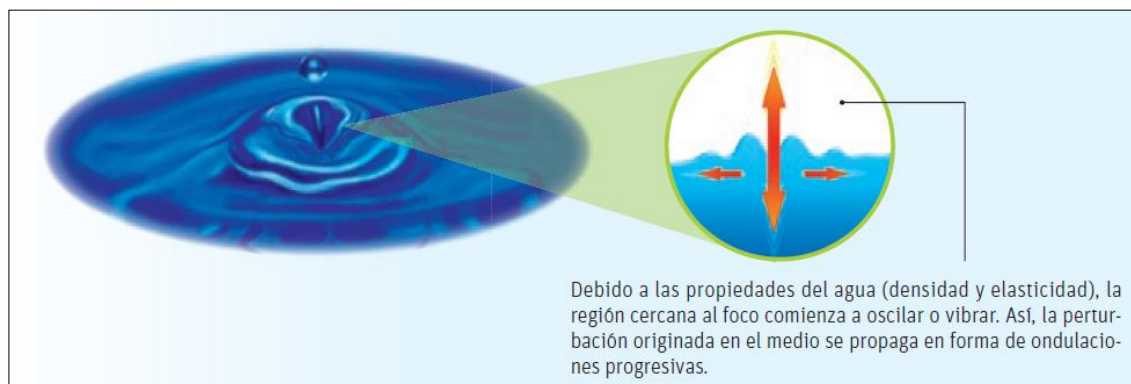 Debido a las propiedades del agua (densidad y elasticidad), la
región cercana al foco comienza a oscilar o vibrar. Así, la pertur-
bación originada en el medio se propaga en forma de ondulacio-
nes progresivas.